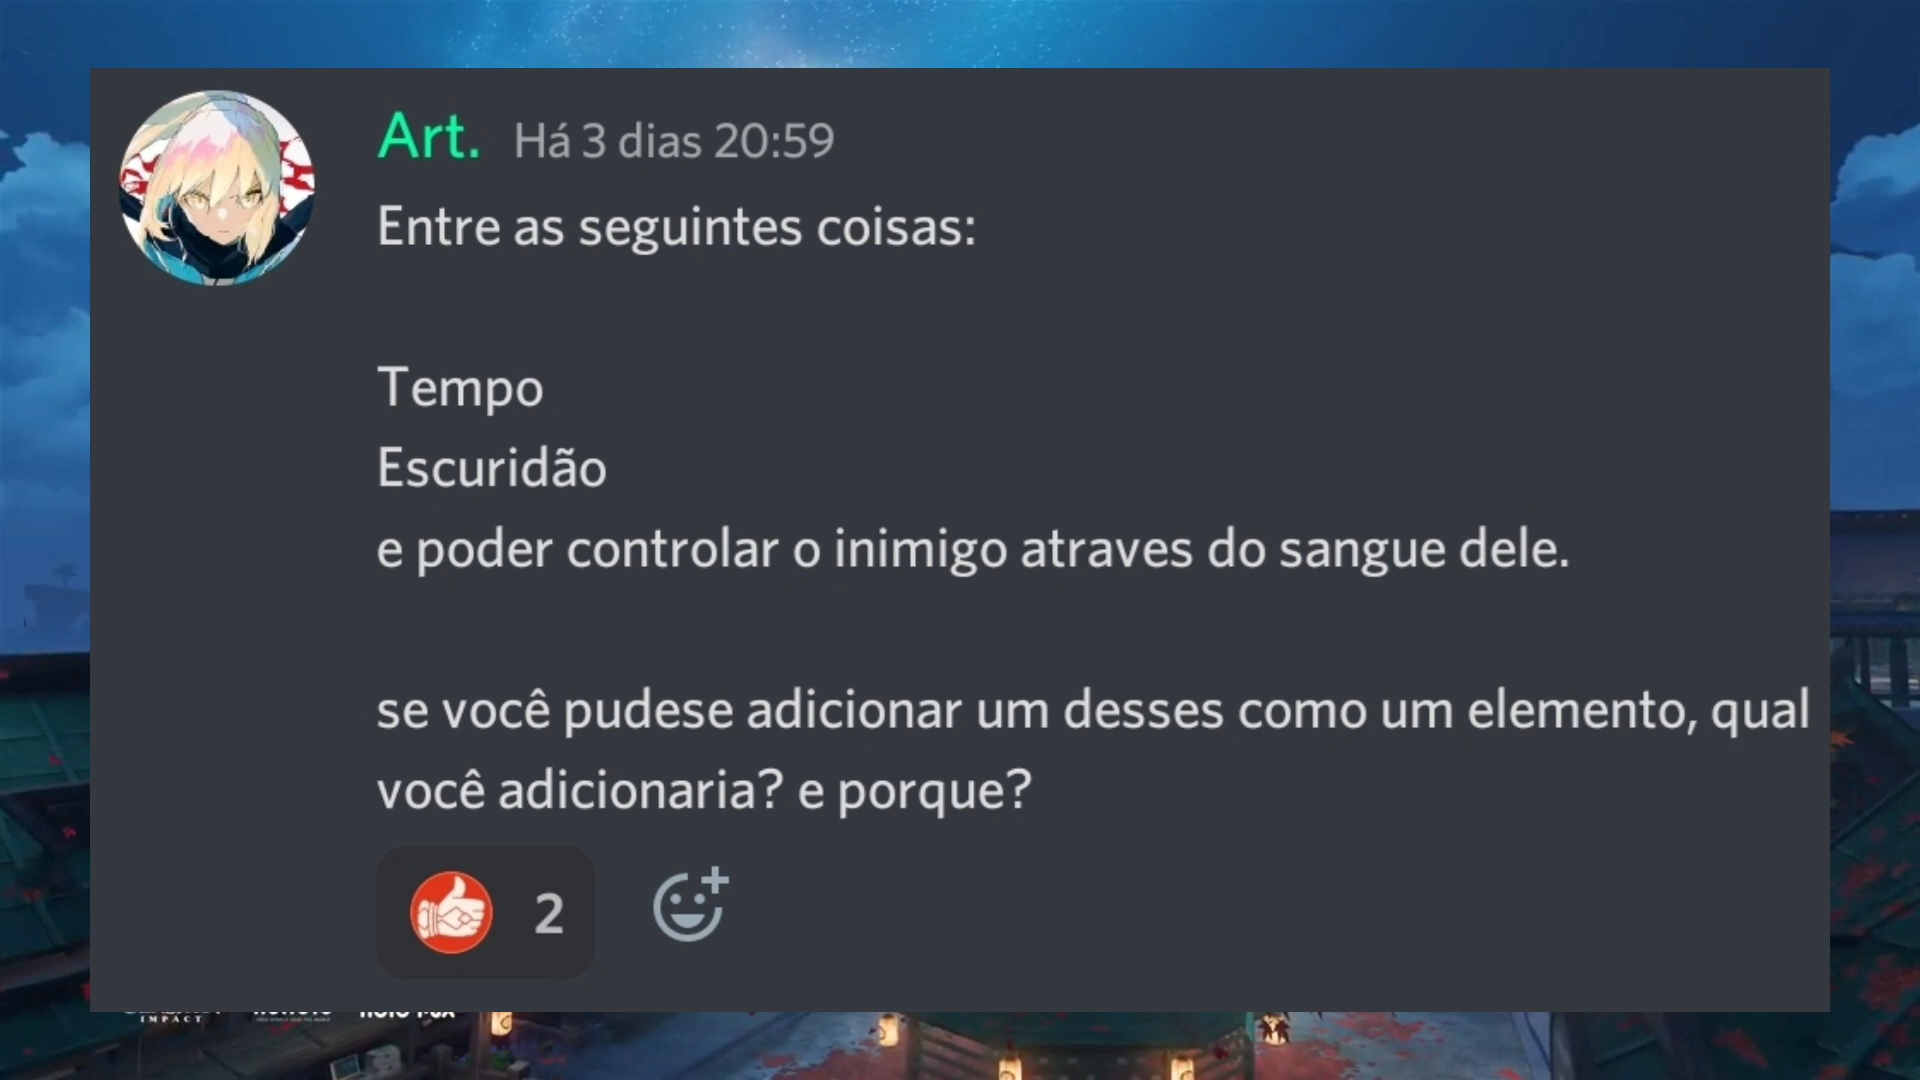 Art. Há 3 dias 20:59
Entre as seguintes coisas:
Tempo
Escuridão
e poder controlar o inimigo atraves do sangue dele.
se você pudese adicionar um desses como um elemento, qual
você adicionaria? e porque?
2
IMPACT